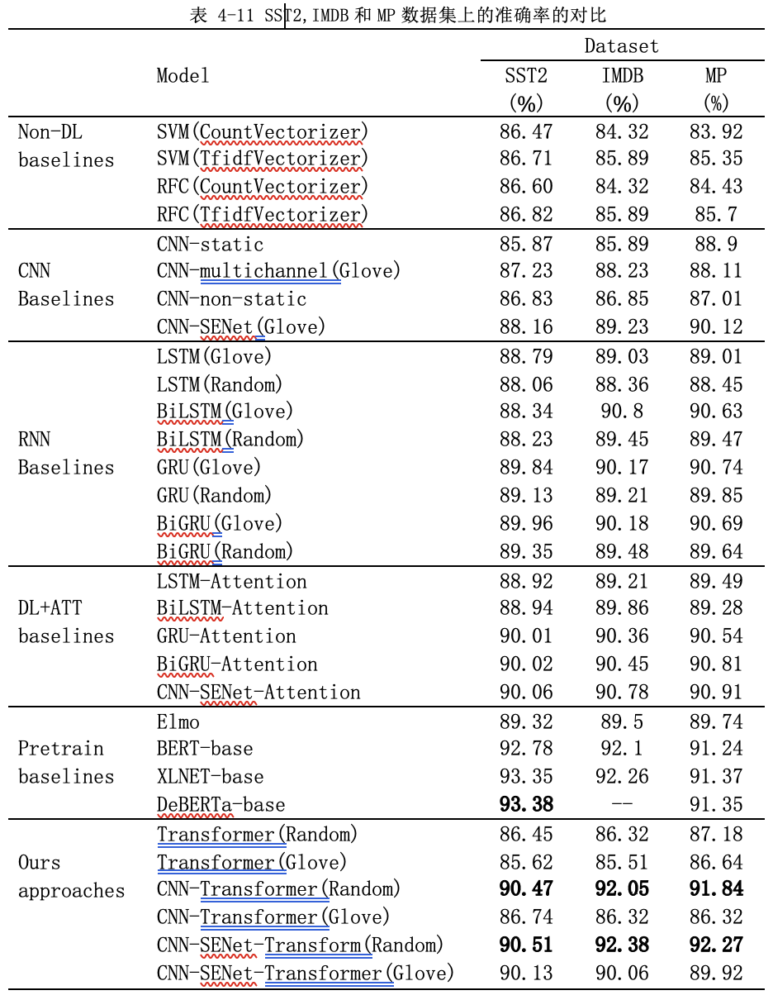 表 4-11 SST2,IMDB 和 MP 数据集上的准确率的对比
Dataset
Model SST2 IMDB MP
(%) (%) (%)
Non-DL SVM(CountVectorizer) 86.47 84.32 83.92
baselines SVM(TfidfVectorizer) 86.71 85.89 85.35
RFC(CountVectorizer) 86.60 84.32 84.43
RFC(TfidfVectorizer) 86.82 85.89 85.7
CNN-static 85.87 85.89 88.9
CNN CNN-multichannel(Glove) 87.23 88.23 88.11
Baselines CNN-non-static 86.83 86.85 87.01
CNN-SENet(Glove) 88.16 89.23 90.12
LSTM(Glove) 88.79 89.03 89.01
LSTM(Random) 88.06 88.36 88.45
BiLSTM(Glove) 88.34 90.8 90.63
RNN BiLSTM(Random) 88.23 89.45 89.47
Baselines GRU(Glove) 89.84 90.17 90.74
GRU(Random) 89.13 89.21 89.85
BiGRU(Glove) 89.96 90.18 90.69
BiGRU(Random) 89.35 89.48 89.64
LSTM-Attention 88.92 89.21 89.49
DL+ATT BiLSTM-Attention 88.94 89.86 89.28
baselines GRU-Attention 90.01 90.36 90.54
BiGRU-Attention 90.02 90.45 90.81
CNN-SENet-Attention 90.06 90.78 90.91
Elmo 89.32 89.5 89.74
Pretrain BERT-base 92.78 92.1 91.24
baselines XLNET-base 93.35 92.26 91.37
DeBERTa-base 93.38 -- 91.35
Transformer(Random) 86.45 86.32 87.18
Ours Transformer(Glove) 85.62 85.51 86.64
approaches CNN-Transformer(Random) 90.47 92.05 91.84
CNN-Transformer(Glove) 86.74 86.32 86.32
CNN-SENet-Transform(Random) 90.51 92.38 92.27
CNN-SENet-Transformer(Glove) 90.13 90.06 89.92